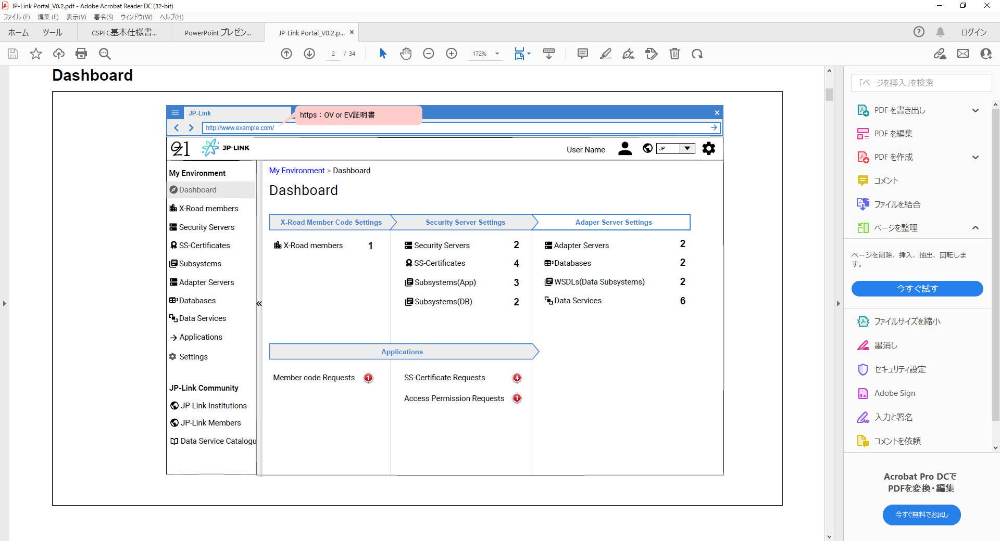 JP-Link Portal_V0.2.pdf - Adobe Acrobat Reader DC (32-bit)
ファイル(F) 編集(E) 表示(V) 署名(S) ウィンドウ(W) ヘルプ(H)
ホーム ツール CSPFC基本仕様書... PowerPoint プレゼン... JP-Link Portal_V0.2.p... ログイン
2 / 34 172%
Dashboard
JP-Link
https：OV or EV証明書
http://www.example.com/
JP-LINK
User Name
JP
My Environment
Dashboard
X-Road members
Security Servers
SS-Certificates
Subsystems
Adapter Servers
Databases
Data Services
Applications
Settings
JP-Link Community
JP-Link Institutions
JP-Link Members
Data Service Catalogu
My Environment > Dashboard
Dashboard
X-Road Member Code Settings
Security Server Settings
Adaper Server Settings
X-Road members 1
Security Servers 2
SS-Certificates 4
Subsystems(App) 3
Subsystems(DB) 2
Adapter Servers 2
Databases 2
WSDLs(Data Subsystems) 2
Data Services 6
Applications
Member code Requests 1
SS-Certificate Requests 4
Access Permission Requests 1
「ページを挿入」を検索
PDF を書き出し
PDF を編集
PDF を作成
コメント
ファイルを結合
ページを整理
ページを削除、挿入、抽出、回転しま
す。
今すぐ試す
ファイルサイズを縮小
墨消し
セキュリティ設定
Adobe Sign
入力と署名
コメントを依頼
Acrobat Pro DCで
PDFを変換・編集
今すぐ無料でお試し